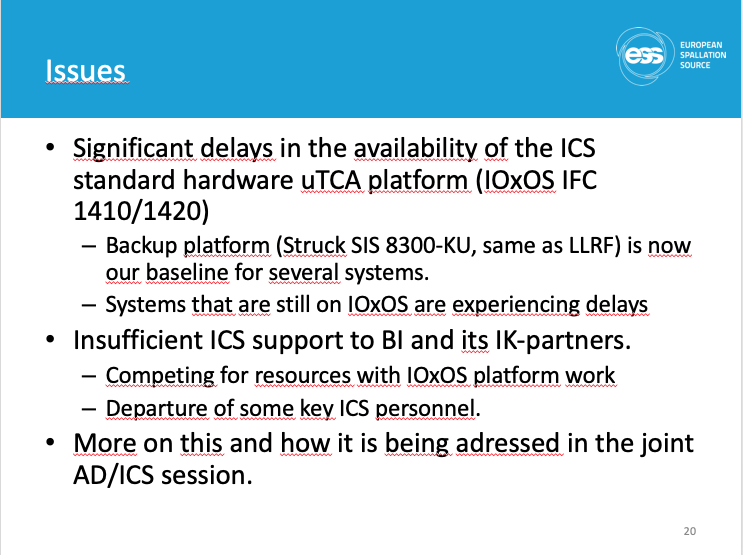 Issues
ess
EUROPEAN
SPALLATION
SOURCE
• Significant delays in the availability of the ICS
standard hardware uTCA platform (IOxOS IFC
1410/1420)
– Backup platform (Struck SIS 8300-KU, same as LLRF) is now
our baseline for several systems.
– Systems that are still on IOxOS are experiencing delays
• Insufficient ICS support to BI and its IK-partners.
– Competing for resources with IOxOS platform work
– Departure of some key ICS personnel.
• More on this and how it is being adressed in the joint
AD/ICS session.
20